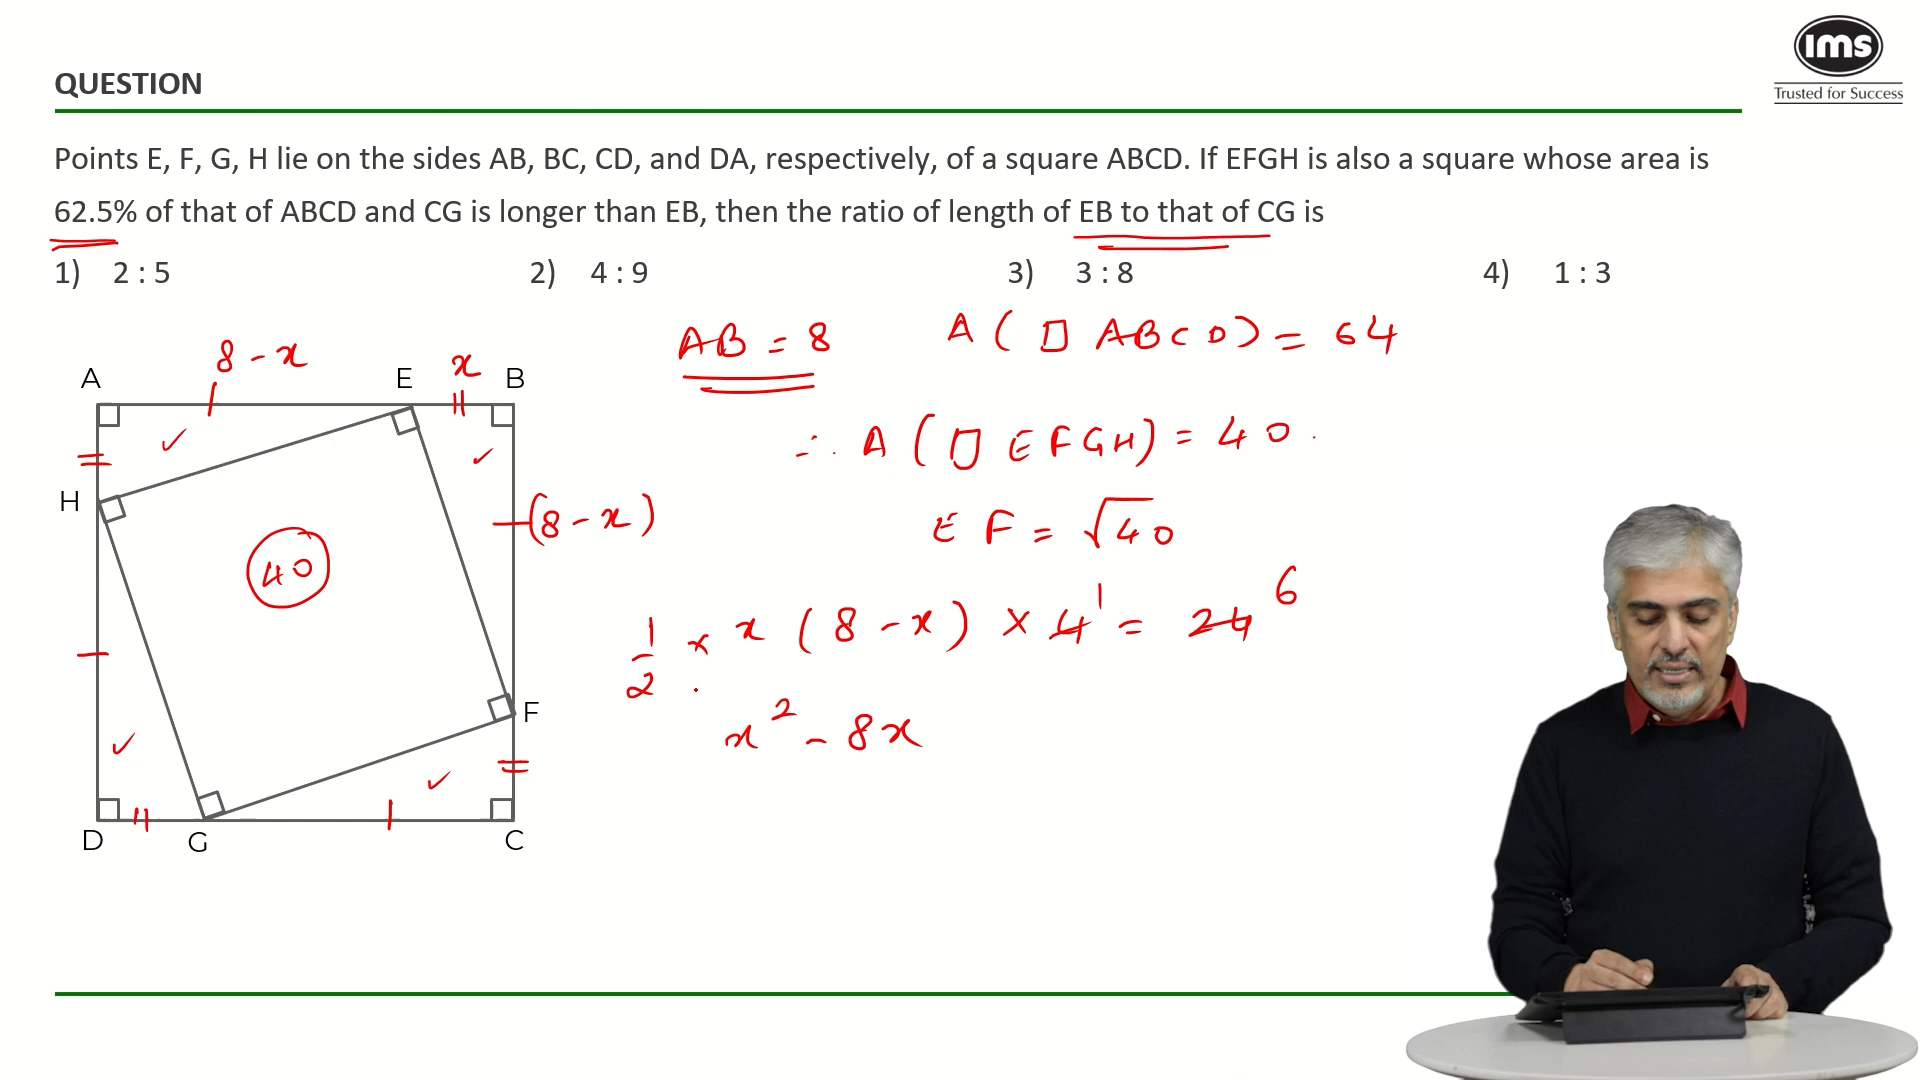 ims
Trusted for Success
QUESTION
Points E, F, G, H lie on the sides AB, BC, CD, and DA, respectively, of a square ABCD. If EFGH is also a square whose area is
62.5% of that of ABCD and CG is longer than EB, then the ratio of length of EB to that of CG is
1) 2 : 5 2) 4 : 9 3) 3 : 8 4) 1 : 3
AB = 8 A ( □ ABCD) = 64
8 - x x
A E B
∴ A ( □ EFGH) = 40
H
(8 - x)
EF = √40
40
1/2 × x (8 - x) × 4 1 = 24 6
F
x² - 8x
D G C